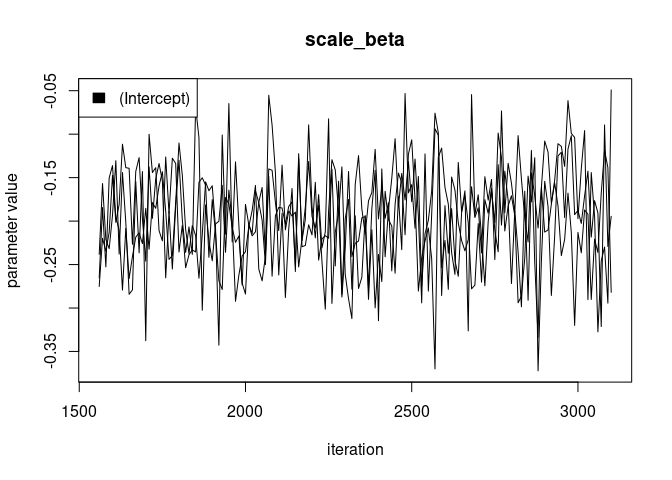 scale_beta
-0.05
-0.15
-0.25
-0.35
parameter value
(Intercept)
1500 2000 2500 3000
iteration